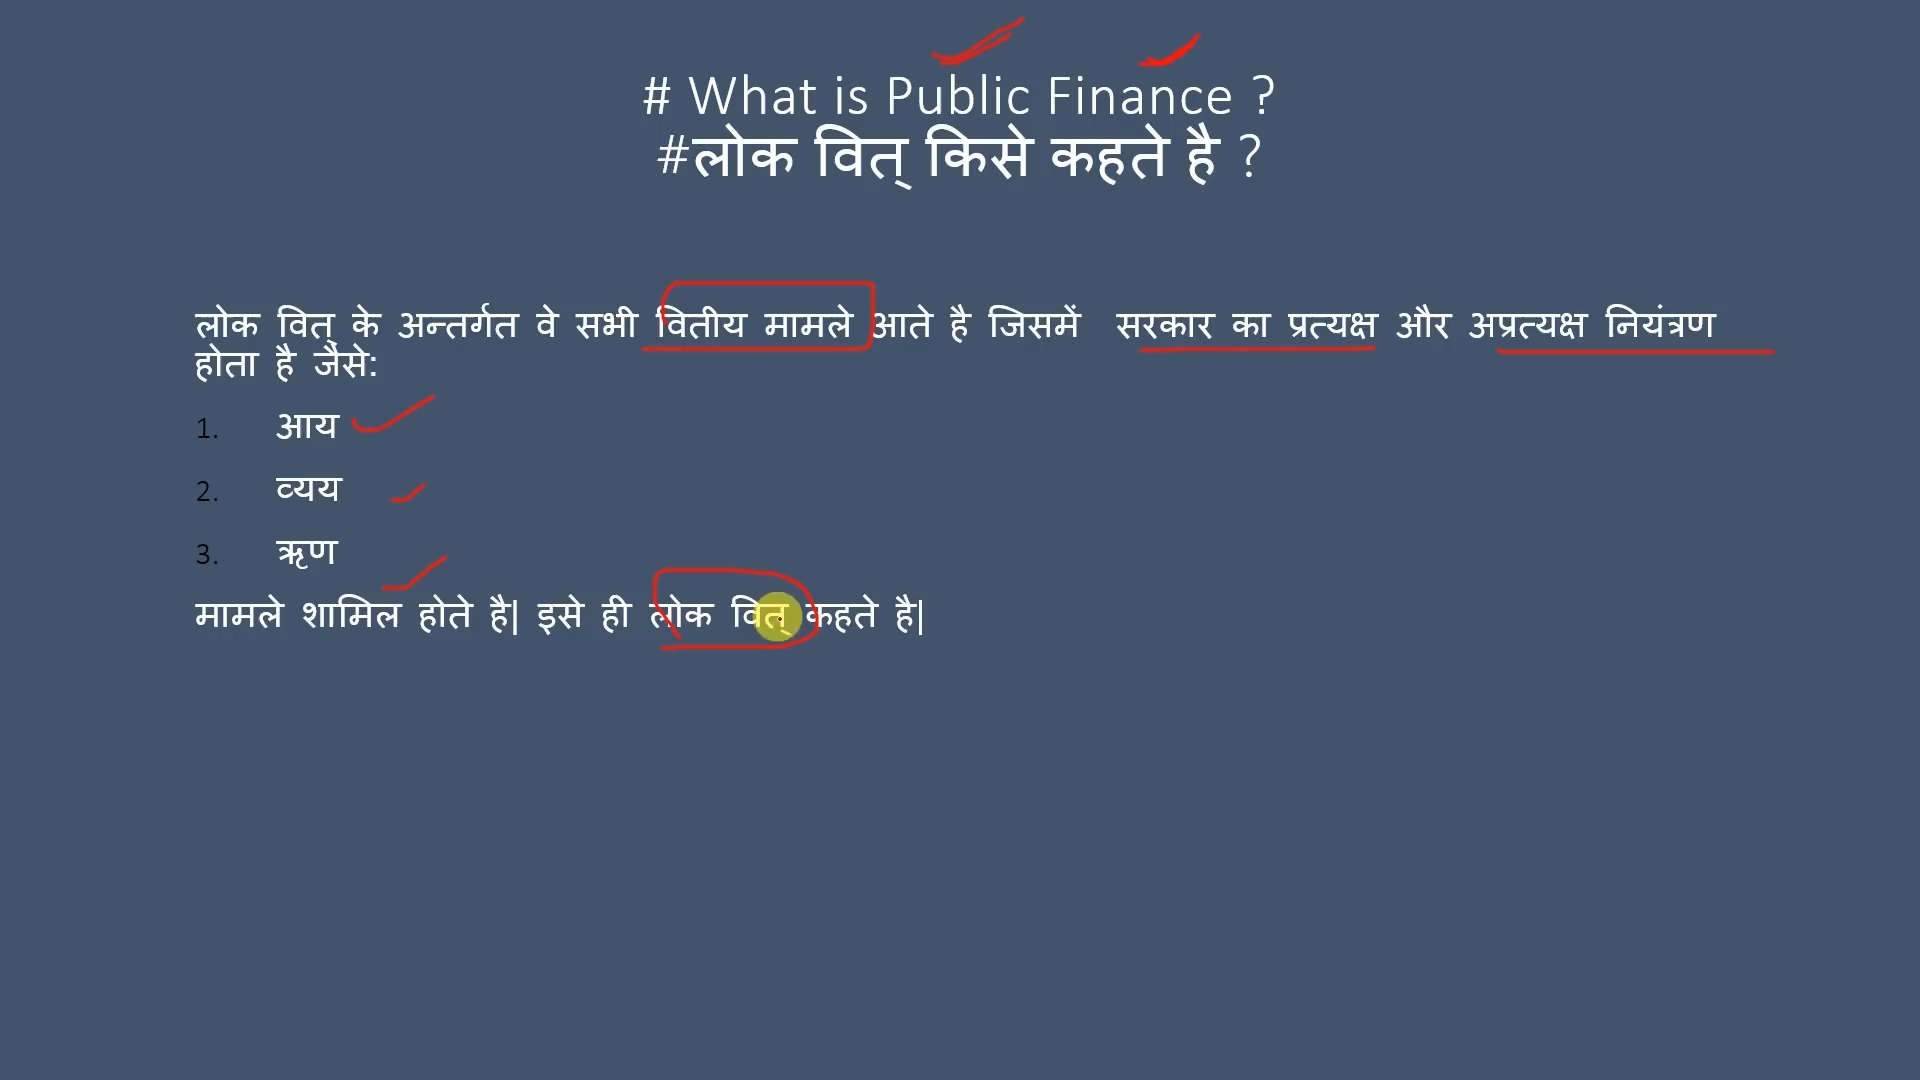 # What is Public Finance ?
#लोक वित् किसे कहते है ?
लोक वित् के अन्तर्गत वे सभी वितीय मामले आते है जिसमें सरकार का प्रत्यक्ष और अप्रत्यक्ष नियंत्रण
होता है जैसे:
1. आय
2. व्यय
3. ऋण
मामले शामिल होते है| इसे ही लोक वित् कहते है|